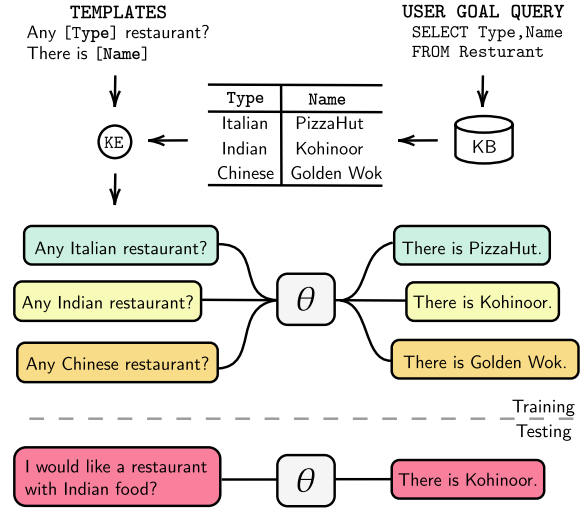 TEMPLATES
Any [Type] restaurant?
There is [Name]
USER GOAL QUERY
SELECT Type,Name
FROM Resturant
Type Name
Italian PizzaHut
Indian Kohinoor
Chinese Golden Wok
KE
KB
Any Italian restaurant?
There is PizzaHut.
Any Indian restaurant?
θ
There is Kohinoor.
Any Chinese restaurant?
There is Golden Wok.
Training
Testing
I would like a restaurant
with Indian food?
θ
There is Kohinoor.